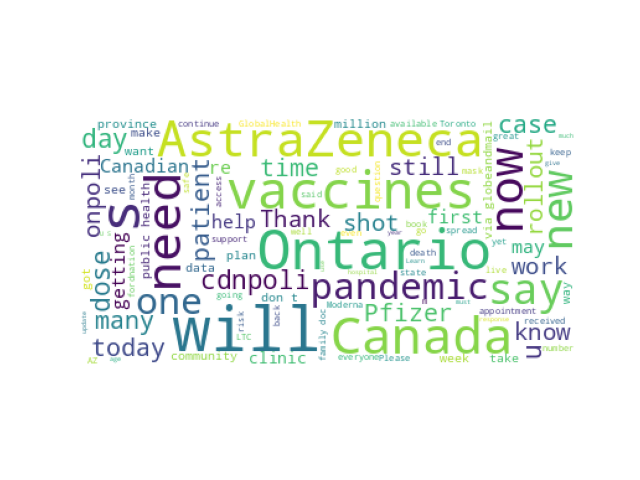 province
continue
GlobalHealth
million
available
Toronto
great
much
case
day
make
AstraZeneca
end
want
onpoli
Canadian
re
time
good
still
mask
via globeandmail
keep
give
now
rollout
new
see
month
public health
need
patient
safe
access
said
vaccines
question
s
help
Thank
shot
book
go
first
spread
may
yet
support
well
year
Ontario
dose
getting
got
fordnation
data
plan
death
work
U S
one
cdnpoli
hospital
state
Learn
live
way
going
don t
pandemic
say
many
will
risk
back
Pfizer
appointment
received
must
response
know
update
today
LTC
family doc
Moderna
Canada
u
number
AZ
age
community
clinic
everyone
Please
week
take